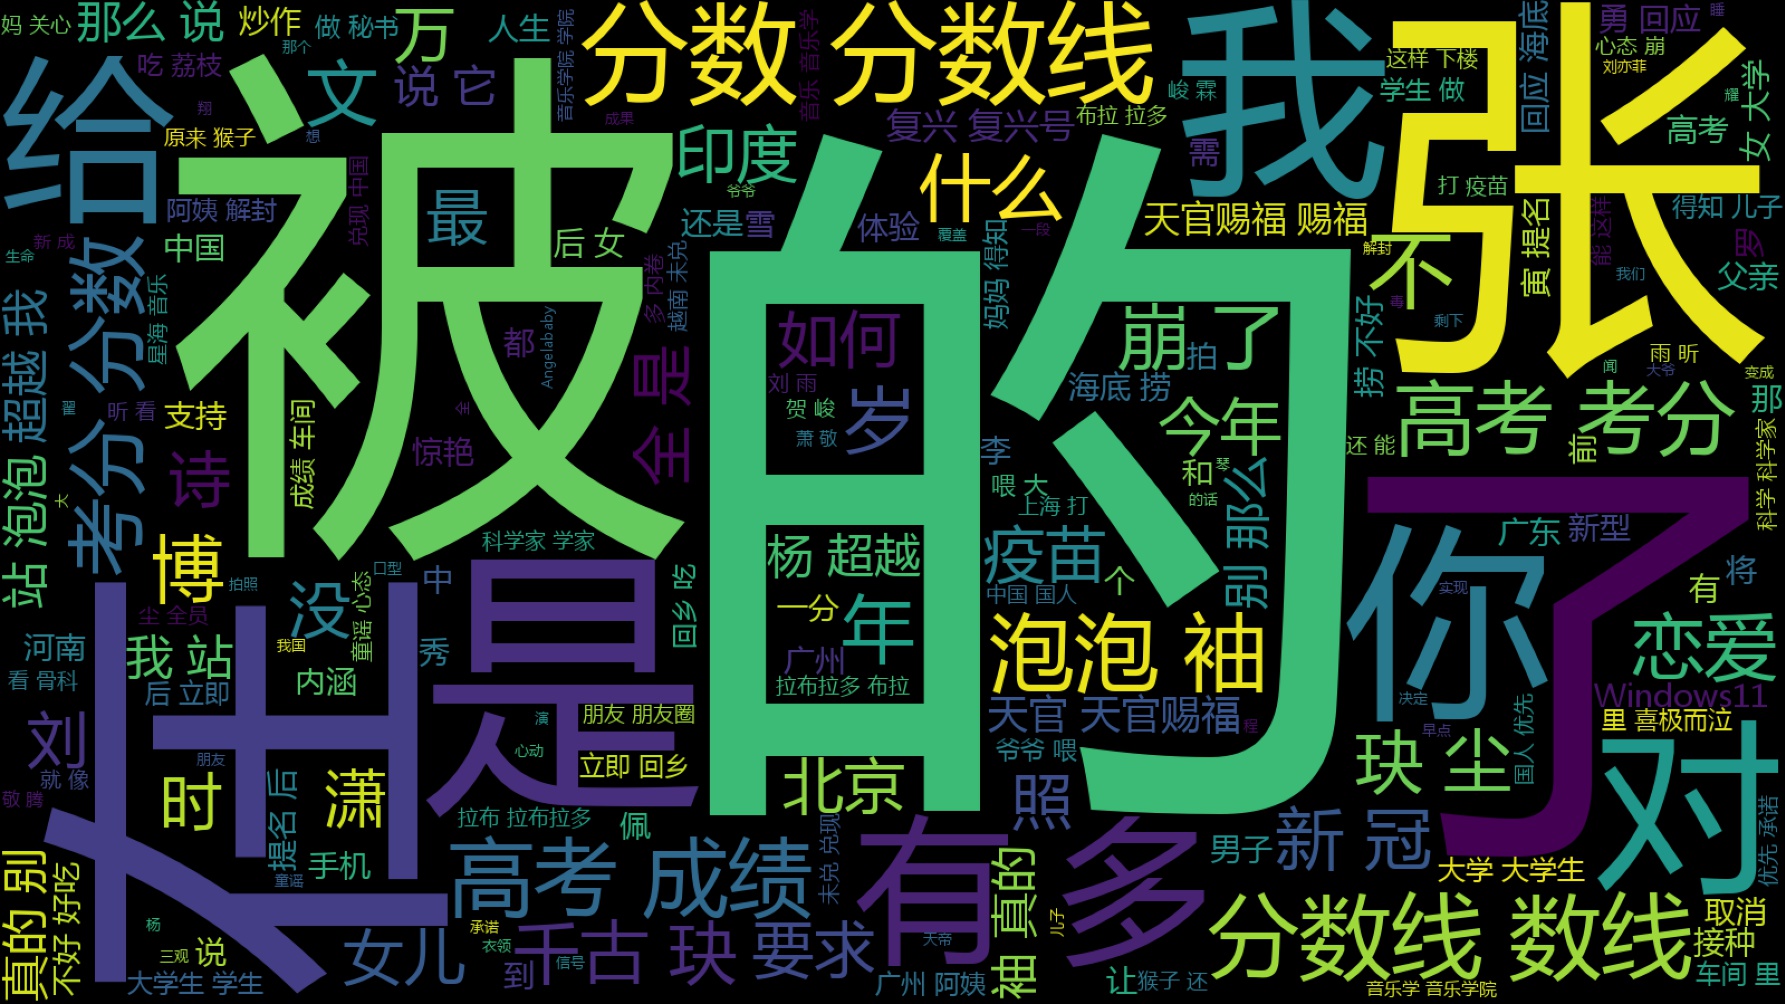 妈 关心
那么 说
炒作
做 秘书
万
人生
分数 分数线
我
张
勇 回应
那个
吃 荔枝
文
说 它
音乐学院 学院
音乐 音乐学
这样 下楼
回应 海底
心态 崩
刘亦菲
睡
给
翔
原来 猴子
想
成果
复兴 复兴号
布拉 拉多
峻 霖
学生 做
高考
耀
女 大学
被
的
印度
爷爷
什么
需
打 疫苗
阿姨 解封
兑现 中国
最
还是
雪
体验
覆盖
一段
天官赐福 赐福
不
解封
寅 提名
能 这样
得知 儿子
罗
新 成
中国
后 女
妈妈 得知
我们
父亲
生命
考分 分数
星海 音乐
多 内卷
越南 未兑
毒
超越 我
都
Angelababy
全 是
如何
崩 了
拍
捞 不好
剩下
雨 昕
闻
大爷
变成
刘 雨
海底 捞
昕 看
支持
成绩 车间
全
贺 峻
岁
今年
高考 考分
那
惊艳
萧 敬
李
还 能
前
诗
和
琴
喂 大
的话
别 那么
科学 科学家
站 泡泡
大
上海 打
了
博
科学家 学家
杨 超越
疫苗
个
你
广东
新型
将
拍照
没
口型
中
回乡 吃
中国 国人
实现
有
尘 全员
童谣 心态
是
一分
年
泡泡 袖
河南
我 站
我国
秀
广州
恋爱
看 骨科
后 立即
内涵
拉布拉多 布拉
决定
Windows11
在
刘
演
朋友 朋友圈
天官 天官赐福
程
早点
里 喜极而泣
就 像
朋友
心动
立即 回乡
爷爷 喂
玦 尘
国人 优先
对
敬 腾
时
提名 后
潇
北京
照
拉布 拉布拉多
佩
未兑 兑现
男子
新 冠
优先 承诺
真的 别
不好 好吃
手机
童谣
高考 成绩
有
多
大学 大学生
杨
承诺
袖 真的
儿子
分数线 数线
取消
三观
说
女儿
衣领
千古 玦
要求
天帝
接种
大学生 学生
到
信号
广州 阿姨
让
猴子 还
音乐学 音乐学院
车间 里